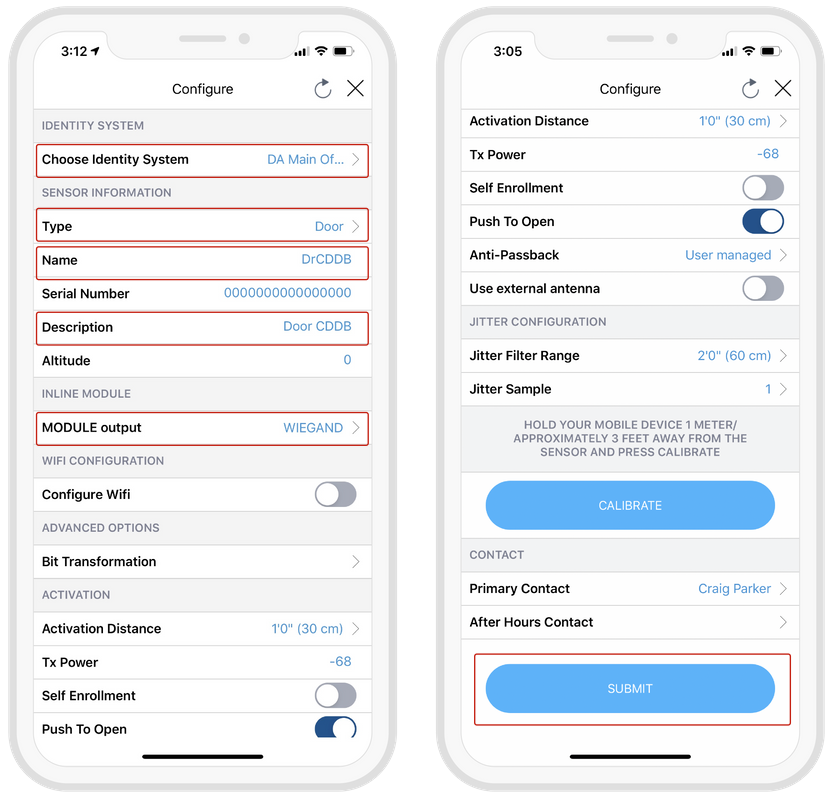 3:12
Configure
IDENTITY SYSTEM
Choose Identity System DA Main Of...
SENSOR INFORMATION
Type Door
Name DrCDDB
Serial Number 0000000000000000
Description Door CDDB
Altitude 0
INLINE MODULE
MODULE output WIEGAND
WIFI CONFIGURATION
Configure Wifi
ADVANCED OPTIONS
Bit Transformation
ACTIVATION
Activation Distance 1'0" (30 cm)
Tx Power -68
Self Enrollment
Push To Open
3:05
Configure
Activation Distance 1'0" (30 cm)
Tx Power -68
Self Enrollment
Push To Open
Anti-Passback User managed
Use external antenna
JITTER CONFIGURATION
Jitter Filter Range 2'0" (60 cm)
Jitter Sample 1
HOLD YOUR MOBILE DEVICE 1 METER/
APPROXIMATELY 3 FEET AWAY FROM THE
SENSOR AND PRESS CALIBRATE
CALIBRATE
CONTACT
Primary Contact Craig Parker
After Hours Contact
SUBMIT